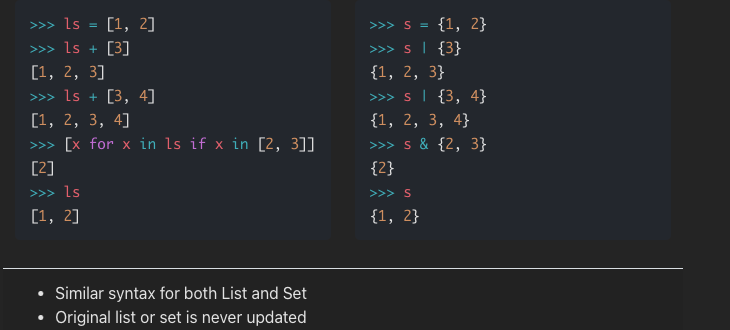 >>> ls = [1, 2]
>>> ls + [3]
[1, 2, 3]
>>> ls + [3, 4]
[1, 2, 3, 4]
>>> [x for x in ls if x in [2, 3]]
[2]
>>> ls
[1, 2]
>>> s = {1, 2}
>>> s | {3}
{1, 2, 3}
>>> s | {3, 4}
{1, 2, 3, 4}
>>> s & {2, 3}
{2}
>>> s
{1, 2}
• Similar syntax for both List and Set
• Original list or set is never updated